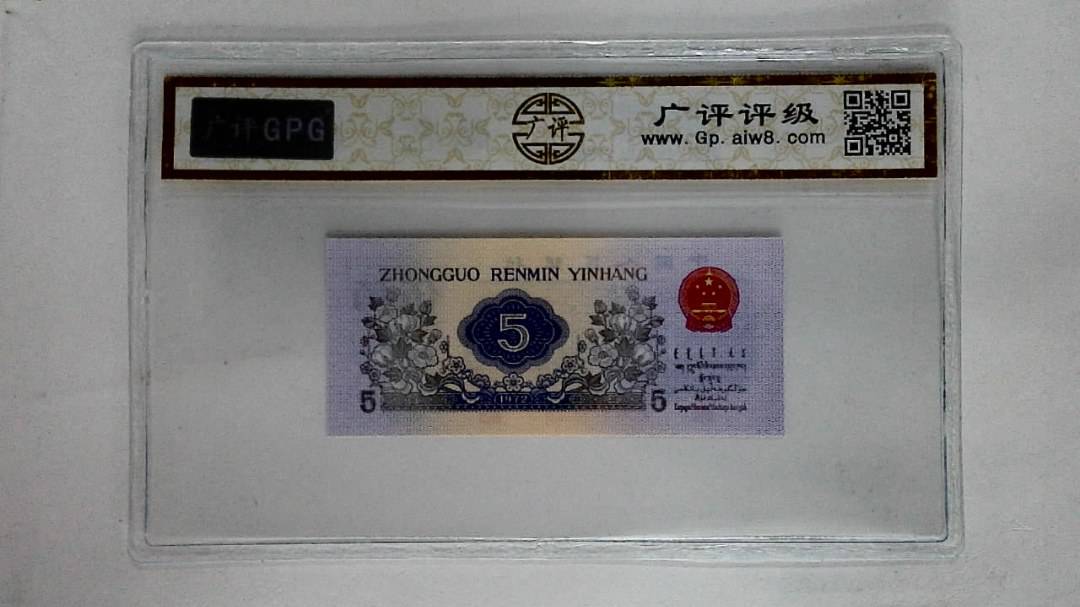 广评GPG
广评
广评评级
www.Gp.aiw8.com
ZHONGGUO RENMIN YINHANG
5
5
1972
5